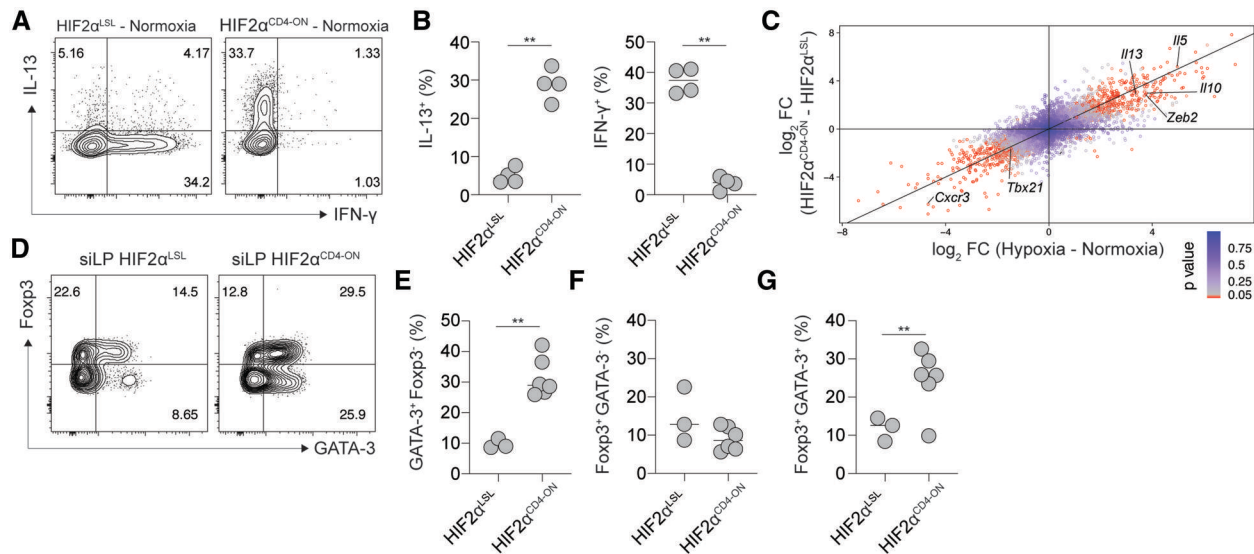 A
HIF2α^LSL - Normoxia
HIF2α^CD4-ON - Normoxia
5.16
4.17
34.2
33.7
1.33
1.03
IL-13
IFN-γ
B
IL-13⁺ (%)
40
30
20
10
0
**
HIF2α^LSL
HIF2α^CD4-ON
IFN-γ⁺ (%)
50
40
30
20
10
0
**
HIF2α^LSL
HIF2α^CD4-ON
C
log₂ FC
(HIF2α^CD4-ON - HIF2α^LSL)
8
4
0
-4
Il13
Il5
Il10
Zeb2
Tbx21
Cxcr3
-8
-4
0
4
log₂ FC (Hypoxia - Normoxia)
p value
0.75
0.5
0.25
0.05
D
siLP HIF2α^LSL
siLP HIF2α^CD4-ON
22.6
14.5
8.65
12.8
29.5
25.9
Foxp3
GATA-3
E
GATA-3⁺ Foxp3⁻ (%)
50
40
30
20
10
0
**
HIF2α^LSL
HIF2α^CD4-ON
F
Foxp3⁺ GATA-3⁻ (%)
50
40
30
20
10
0
HIF2α^LSL
HIF2α^CD4-ON
G
Foxp3⁺ GATA-3⁺ (%)
40
30
20
10
0
**
HIF2α^LSL
HIF2α^CD4-ON